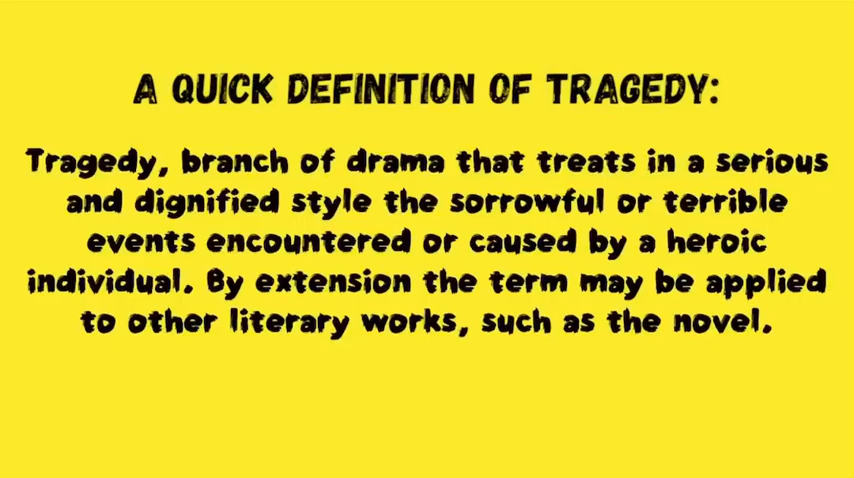 A QUICK DEFINITION OF TRAGEDY:
Tragedy, branch of drama that treats in a serious
and dignified style the sorrowful or terrible
events encountered or caused by a heroic
individual. By extension the term may be applied
to other literary works, such as the novel.